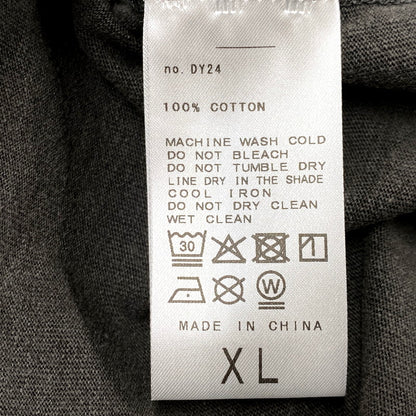 no. DY24
100% COTTON
MACHINE WASH COLD
DO NOT BLEACH
DO NOT TUMBLE DRY
LINE DRY IN THE SHADE
COOL IRON
DO NOT DRY CLEAN
WET CLEAN
30
W
MADE IN CHINA
XL